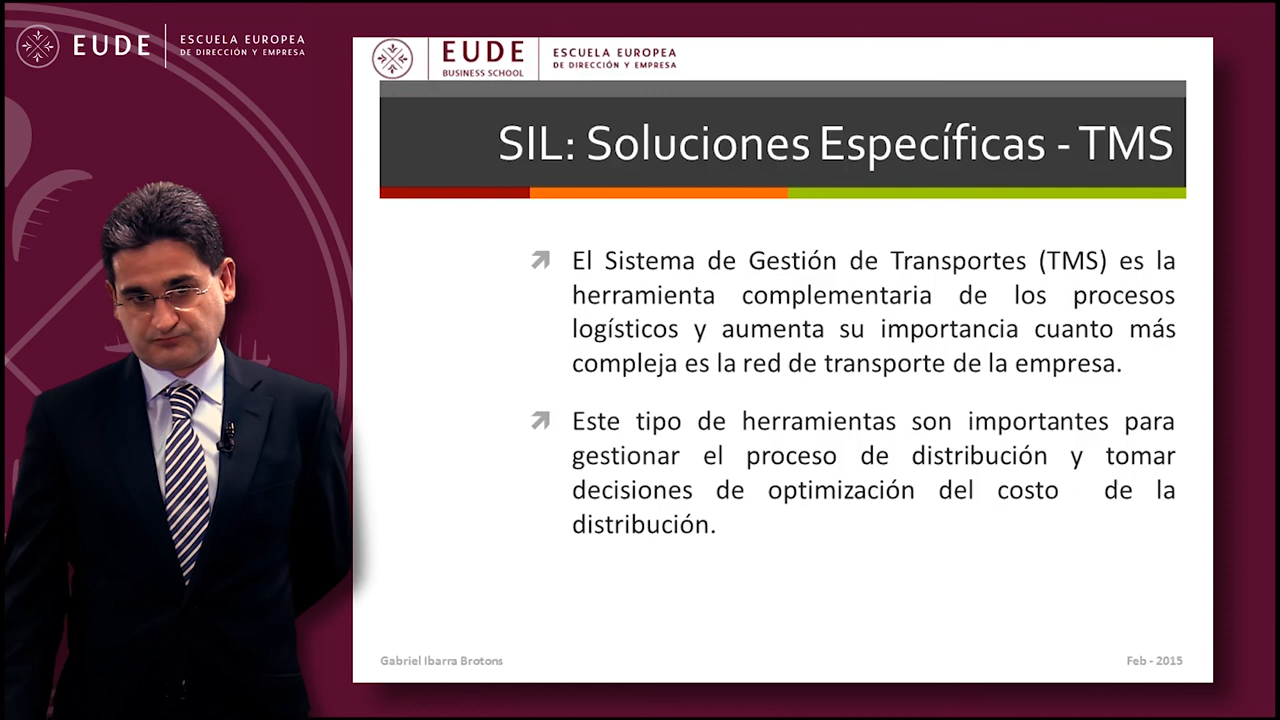 EUDE
ESCUELA EUROPEA
DE DIRECCIÓN Y EMPRESA
EUDE
BUSINESS SCHOOL
ESCUELA EUROPEA
DE DIRECCIÓN Y EMPRESA
SIL: Soluciones Específicas - TMS
El Sistema de Gestión de Transportes (TMS) es la
herramienta complementaria de los procesos
logísticos y aumenta su importancia cuanto más
compleja es la red de transporte de la empresa.
Este tipo de herramientas son importantes para
gestionar el proceso de distribución y tomar
decisiones de optimización del costo de la
distribución.
Gabriel Ibarra Brotons
Feb - 2015